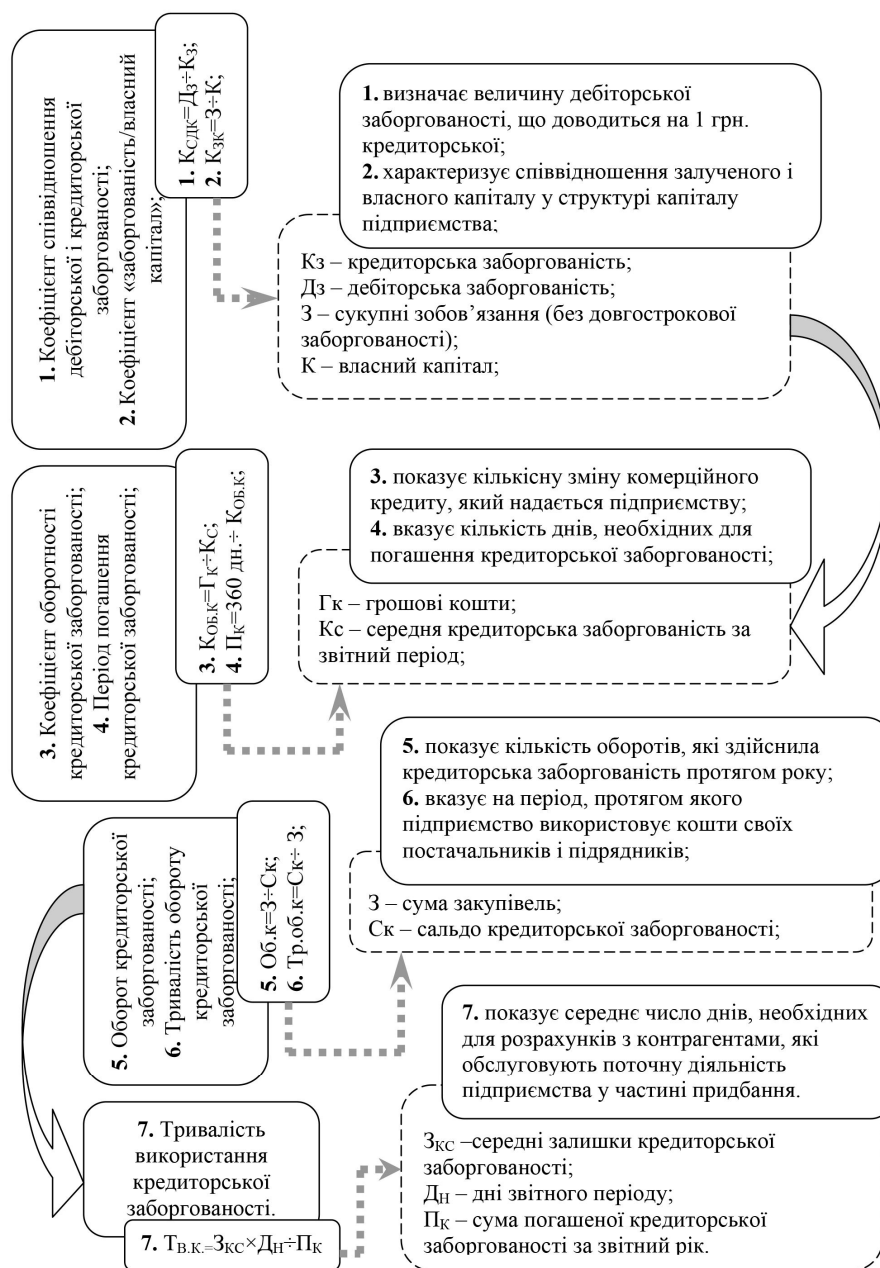 1. Коефіцієнт співвідношення
дебіторської і кредиторської
заборгованості;
2. Коефіцієнт «заборгованість/власний
капітал»;
1. КСДК=ДЗ÷КЗ;
2. КЗК=З÷К;
1. визначає величину дебіторської
заборгованості, що доводиться на 1 грн.
кредиторської;
2. характеризує співвідношення залученого і
власного капіталу у структурі капіталу
підприємства;
Кз – кредиторська заборгованість;
Дз – дебіторська заборгованість;
З – сукупні зобов’язання (без довгострокової
заборгованості);
К – власний капітал;
3. Коефіцієнт оборотності
кредиторської заборгованості;
4. Період погашення
кредиторської заборгованості;
3. КОБ.К=ГК÷КС;
4. ПК=360 дн.÷ КОБ.К;
3. показує кількісну зміну комерційного
кредиту, який надається підприємству;
4. вказує кількість днів, необхідних для
погашення кредиторської заборгованості;
Гк – грошові кошти;
Кс – середня кредиторська заборгованість за
звітний період;
5. Оборот кредиторської
заборгованості;
6. Тривалість обороту
кредиторської
заборгованості;
5. Об.к=З÷Ск;
6. Тр.об.к=Ск÷ З;
5. показує кількість оборотів, які здійснила
кредиторська заборгованість протягом року;
6. вказує на період, протягом якого
підприємство використовує кошти своїх
постачальників і підрядників;
З – сума закупівель;
Ск – сальдо кредиторської заборгованості;
7. Тривалість
використання
кредиторської
заборгованості.
7. ТВ.К.=ЗКС×ДН÷ПК
7. показує середнє число днів, необхідних
для розрахунків з контрагентами, які
обслуговують поточну діяльність
підприємства у частині придбання.
ЗКС –середні залишки кредиторської
заборгованості;
ДН – дні звітного періоду;
ПК – сума погашеної кредиторської
заборгованості за звітний рік.